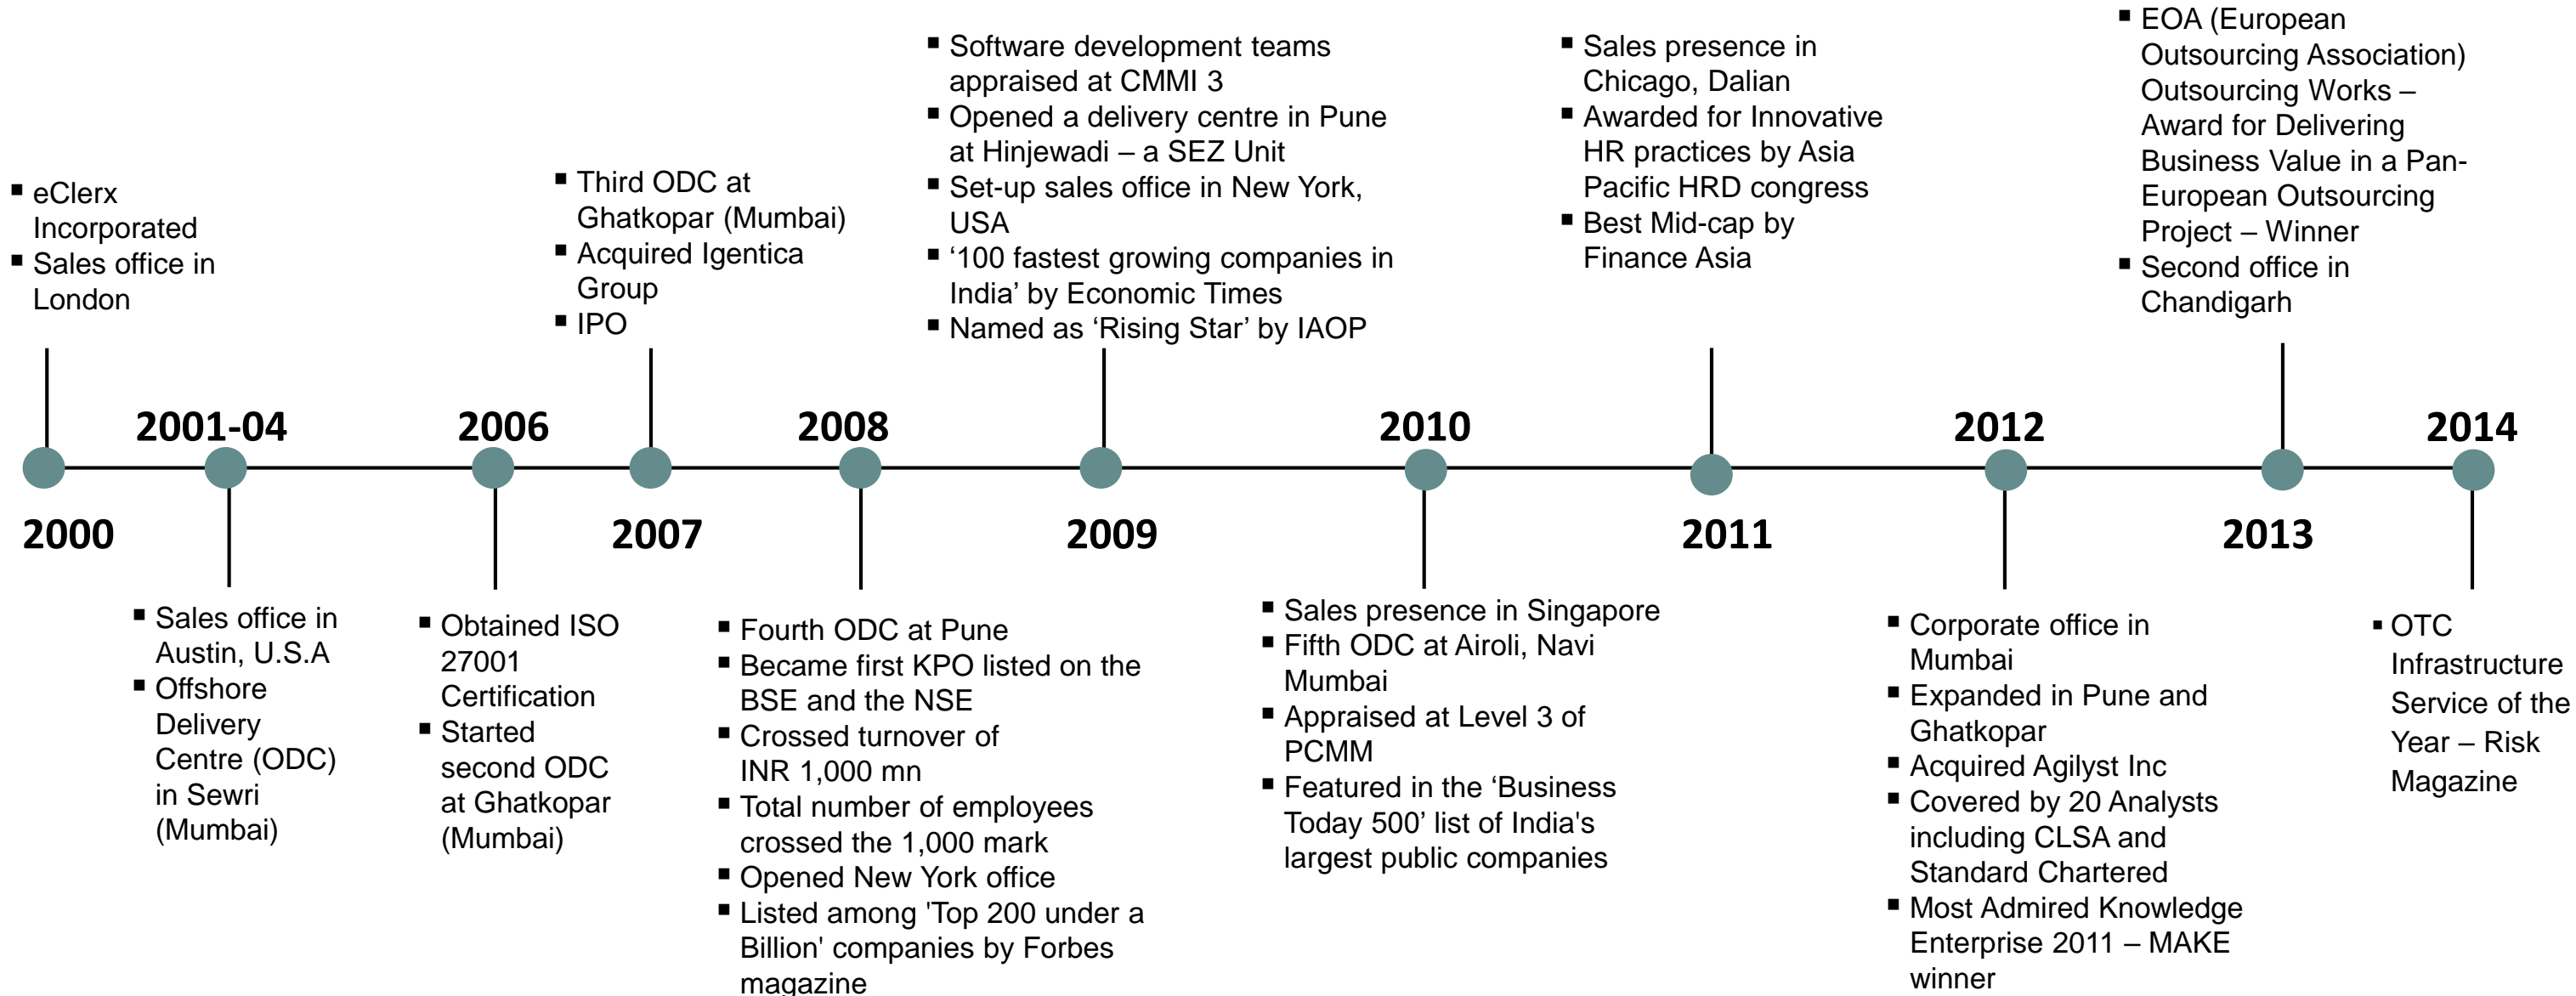 eClerx
Incorporated
Sales office in
London
Third ODC at
Ghatkopar (Mumbai)
Acquired Igentica
Group
IPO
Software development teams
appraised at CMMI 3
Opened a delivery centre in Pune
at Hinjewadi – a SEZ Unit
Set-up sales office in New York,
USA
‘100 fastest growing companies in
India’ by Economic Times
Named as ‘Rising Star’ by IAOP
Sales presence in
Chicago, Dalian
Awarded for Innovative
HR practices by Asia
Pacific HRD congress
Best Mid-cap by
Finance Asia
EOA (European
Outsourcing Association)
Outsourcing Works –
Award for Delivering
Business Value in a Pan-
European Outsourcing
Project – Winner
Second office in
Chandigarh
2001-04
2006
2008
2010
2012
2014
2000
2007
2009
2011
2013
Sales office in
Austin, U.S.A
Offshore
Delivery
Centre (ODC)
in Sewri
(Mumbai)
Obtained ISO
27001
Certification
Started
second ODC
at Ghatkopar
(Mumbai)
Fourth ODC at Pune
Became first KPO listed on the
BSE and the NSE
Crossed turnover of
INR 1,000 mn
Total number of employees
crossed the 1,000 mark
Opened New York office
Listed among 'Top 200 under a
Billion' companies by Forbes
magazine
Sales presence in Singapore
Fifth ODC at Airoli, Navi
Mumbai
Appraised at Level 3 of
PCMM
Featured in the ‘Business
Today 500’ list of India's
largest public companies
Corporate office in
Mumbai
Expanded in Pune and
Ghatkopar
Acquired Agilyst Inc
Covered by 20 Analysts
including CLSA and
Standard Chartered
Most Admired Knowledge
Enterprise 2011 – MAKE
winner
OTC
Infrastructure
Service of the
Year – Risk
Magazine